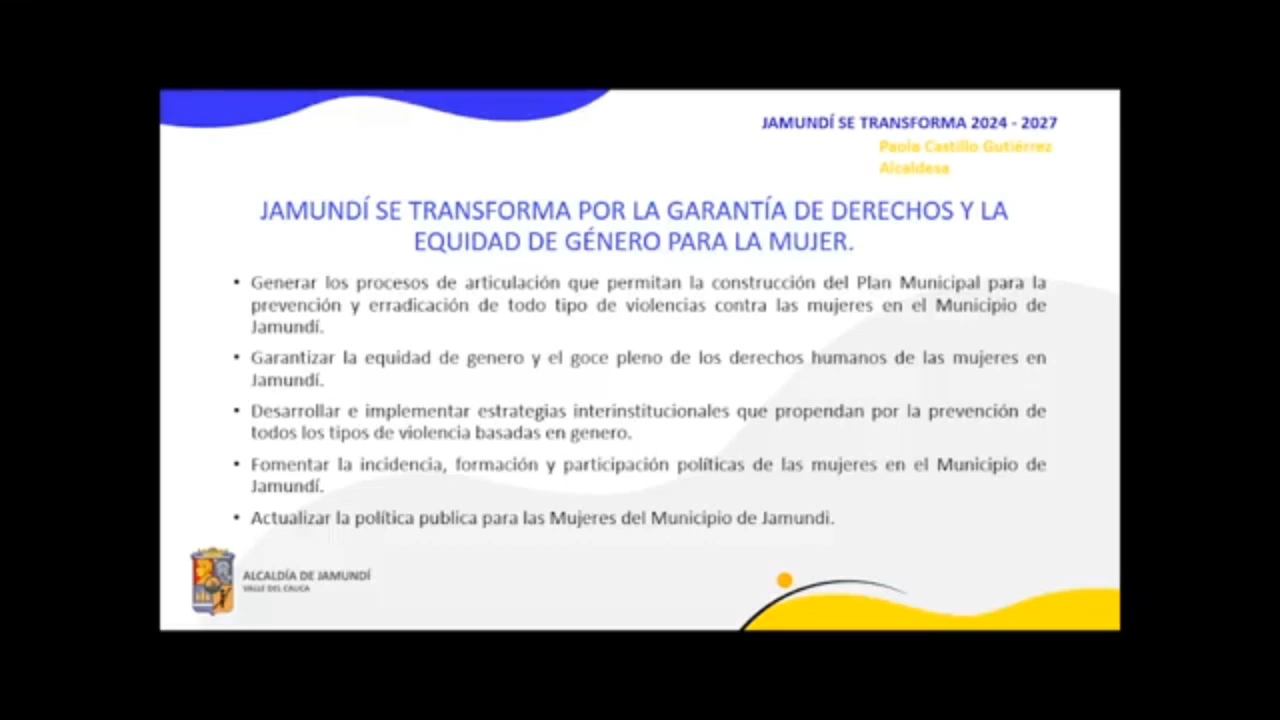 JAMUNDÍ SE TRANSFORMA 2024 - 2027
Paola Castillo Gutiérrez
Alcaldesa
JAMUNDÍ SE TRANSFORMA POR LA GARANTÍA DE DERECHOS Y LA
EQUIDAD DE GÉNERO PARA LA MUJER.
• Generar los procesos de articulación que permitan la construcción del Plan Municipal para la
prevención y erradicación de todo tipo de violencias contra las mujeres en el Municipio de
Jamundí.
• Garantizar la equidad de genero y el goce pleno de los derechos humanos de las mujeres en
Jamundí.
• Desarrollar e implementar estrategias interinstitucionales que propendan por la prevención de
todos los tipos de violencia basadas en genero.
• Fomentar la incidencia, formación y participación políticas de las mujeres en el Municipio de
Jamundí.
• Actualizar la política publica para las Mujeres del Municipio de Jamundi.
ALCALDÍA DE JAMUNDÍ
VALLE DEL CAUCA